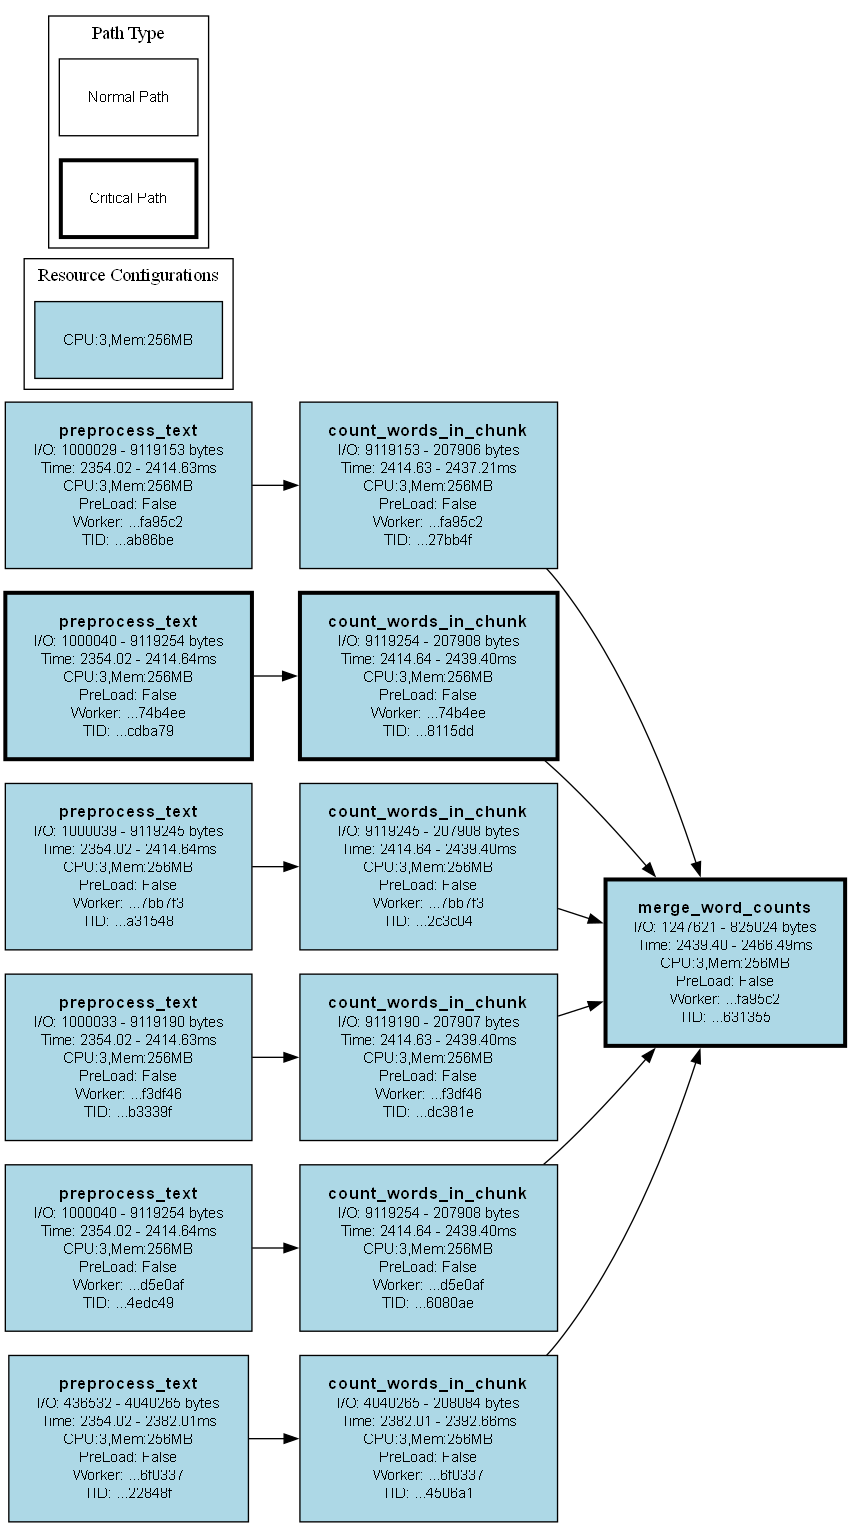 Path Type
Normal Path
Critical Path
Resource Configurations
CPU:3,Mem:256MB
preprocess_text
I/O: 1000029 - 9119153 bytes
Time: 2354.02 - 2414.63ms
CPU:3,Mem:256MB
PreLoad: False
Worker: ...fa95c2
TID: ...ab86be
count_words_in_chunk
I/O: 9119153 - 207906 bytes
Time: 2414.63 - 2437.21ms
CPU:3,Mem:256MB
PreLoad: False
Worker: ...fa95c2
TID: ...27bb4f
preprocess_text
I/O: 1000040 - 9119254 bytes
Time: 2354.02 - 2414.64ms
CPU:3,Mem:256MB
PreLoad: False
Worker: ...74b4ee
TID: ...cdba79
count_words_in_chunk
I/O: 9119254 - 207908 bytes
Time: 2414.64 - 2439.40ms
CPU:3,Mem:256MB
PreLoad: False
Worker: ...74b4ee
TID: ...8115dd
preprocess_text
I/O: 1000039 - 9119245 bytes
Time: 2354.02 - 2414.64ms
CPU:3,Mem:256MB
PreLoad: False
Worker: ...7bb7f3
TID: ...a31548
count_words_in_chunk
I/O: 9119245 - 207908 bytes
Time: 2414.64 - 2439.40ms
CPU:3,Mem:256MB
PreLoad: False
Worker: ...7bb7f3
TID: ...2c3c04
merge_word_counts
I/O: 1247621 - 825024 bytes
Time: 2439.40 - 2466.49ms
CPU:3,Mem:256MB
PreLoad: False
Worker: ...fa95c2
TID: ...631355
preprocess_text
I/O: 1000033 - 9119190 bytes
Time: 2354.02 - 2414.63ms
CPU:3,Mem:256MB
PreLoad: False
Worker: ...f3df46
TID: ...b3339f
count_words_in_chunk
I/O: 9119190 - 207907 bytes
Time: 2414.63 - 2439.40ms
CPU:3,Mem:256MB
PreLoad: False
Worker: ...f3df46
TID: ...dc381e
preprocess_text
I/O: 1000040 - 9119254 bytes
Time: 2354.02 - 2414.64ms
CPU:3,Mem:256MB
PreLoad: False
Worker: ...d5e0af
TID: ...4edc49
count_words_in_chunk
I/O: 9119254 - 207908 bytes
Time: 2414.64 - 2439.40ms
CPU:3,Mem:256MB
PreLoad: False
Worker: ...d5e0af
TID: ...6080ae
preprocess_text
I/O: 436532 - 4040265 bytes
Time: 2354.02 - 2382.01ms
CPU:3,Mem:256MB
PreLoad: False
Worker: ...6f0337
TID: ...22848f
count_words_in_chunk
I/O: 4040265 - 208084 bytes
Time: 2382.01 - 2392.66ms
CPU:3,Mem:256MB
PreLoad: False
Worker: ...6f0337
TID: ...4506a1